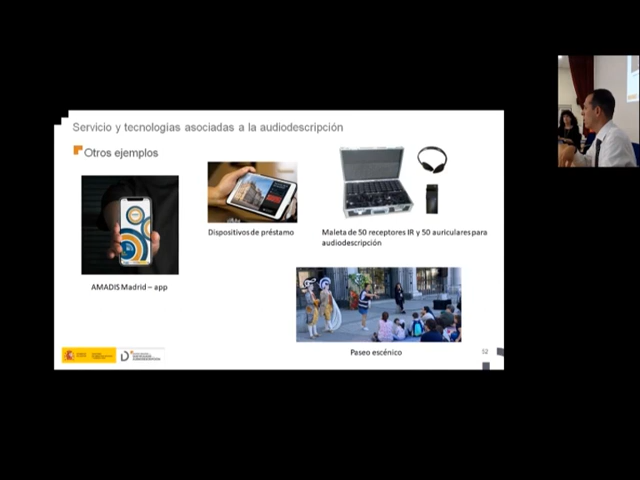 Servicio y tecnologías asociadas a la audiodescripción
Otros ejemplos
Dispositivos de préstamo
Maleta de 50 receptores IR y 50 auriculares para
audiodescripción
AMADIS Madrid – app
Paseo escénico
52